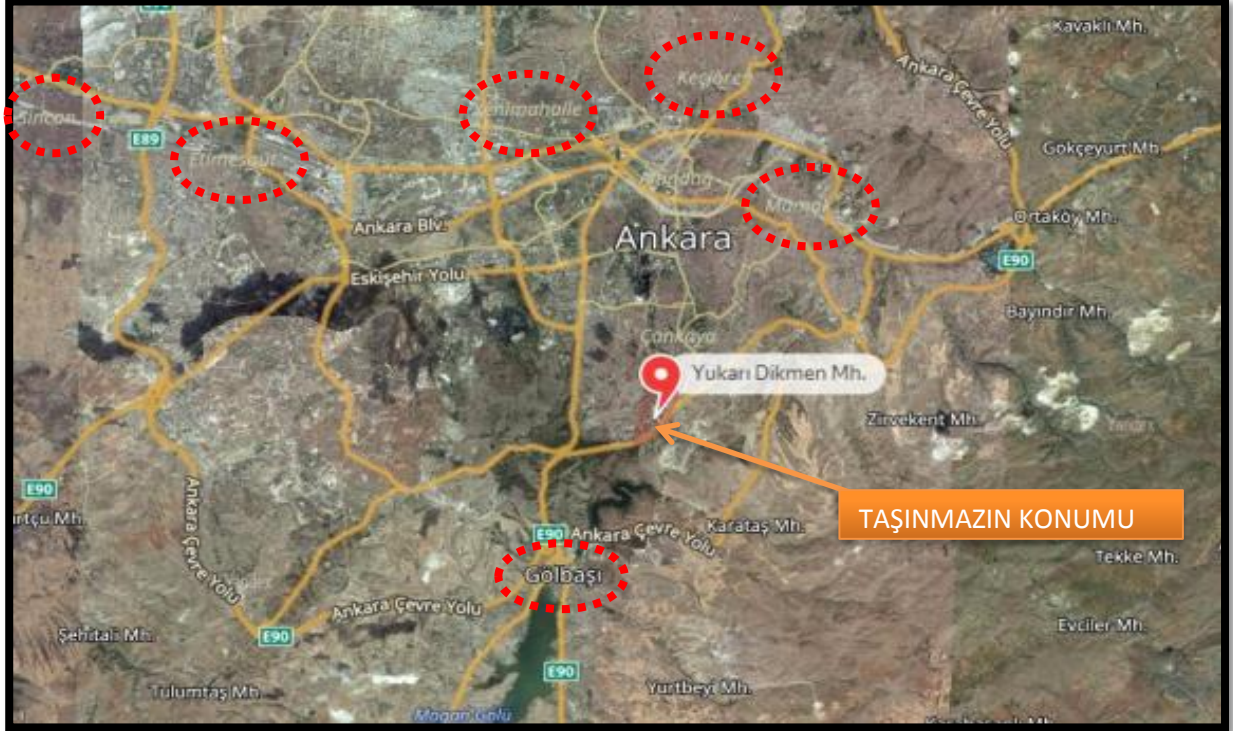 Kavaklı Mh.
Ankara Çevre Yolu
Keçiören
Sincan
Yenimahalle
E89
Etimesgut
Gökçeyurt Mh.
Altındağ
Mamak
Ortaköy Mh.
Ankara Blv.
Ankara
E90
Eskişehir Yolu
Bayındır Mh.
Çankaya
Yukarı Dikmen Mh.
Zirvekent Mh.
E90
TAŞINMAZIN KONUMU
Ankara Çevre Yolu
Karataş Mh.
E90
Ankara Çevre Yolu
Tekke Mh.
Gölbaşı
Ankara Çevre Yolu
Şehitali Mh.
E90
Evciler Mh.
E90
Tulumtaş Mh.
Yurtbeyi Mh.
Mogan Gölü